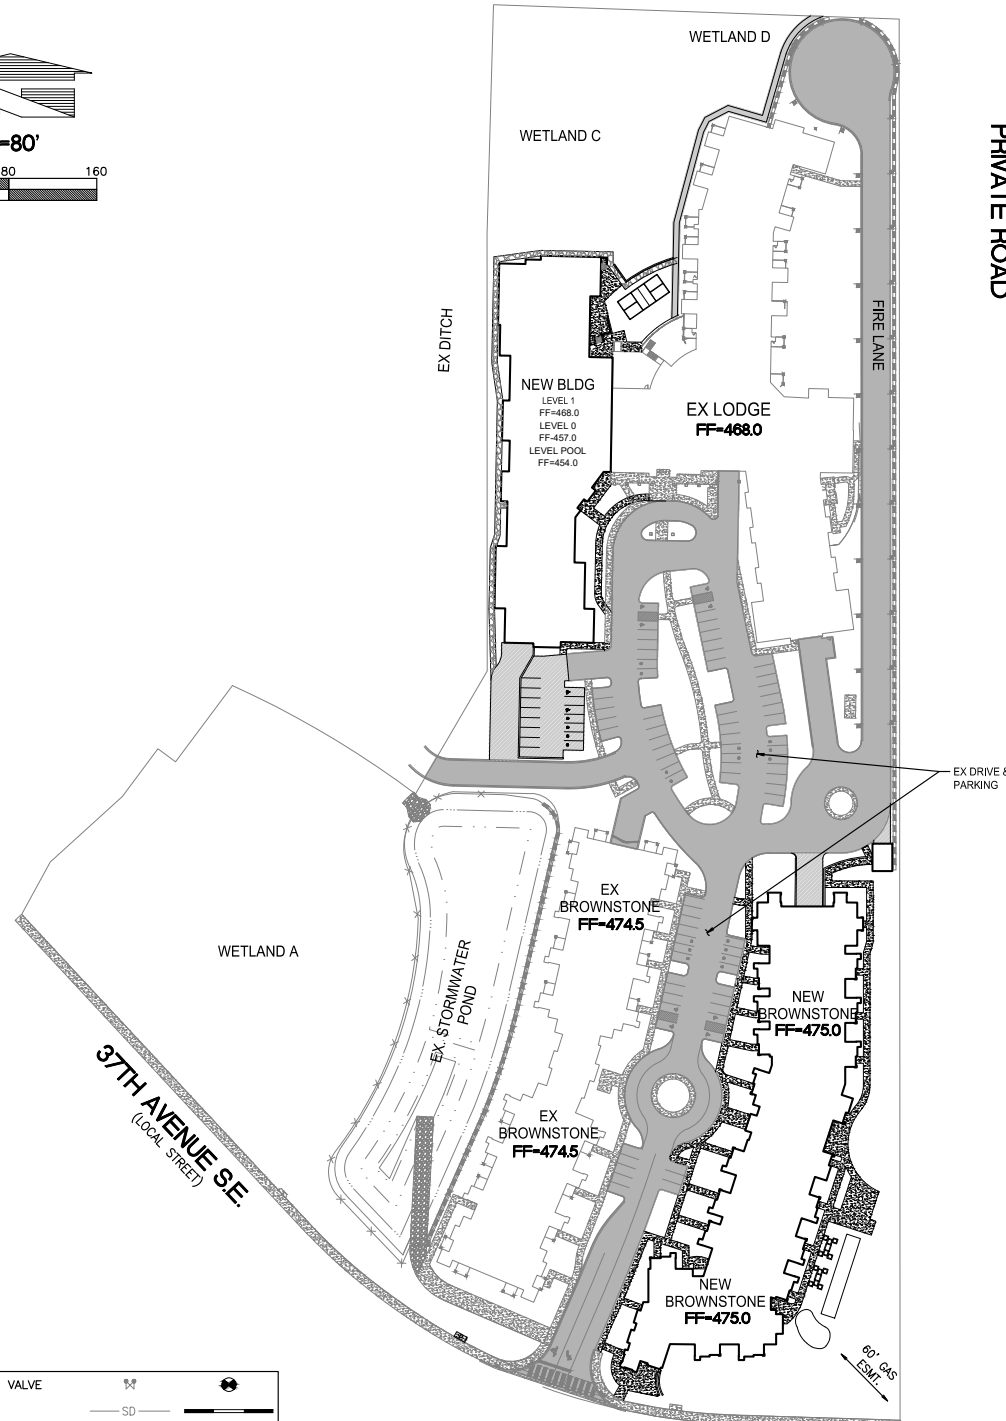 WETLAND D
=80'
80
160
WETLAND C
PRIVATE ROAD
EX DITCH
FIRE LANE
NEW BLDG
LEVEL 1
FF=468.0
LEVEL 0
FF-457.0
LEVEL POOL
FF=454.0
EX LODGE
FF=468.0
EX DRIVE &
PARKING
EX
BROWNSTONE
FF=474.5
WETLAND A
EX. STORMWATER
POND
NEW
BROWNSTONE
FF=475.0
37TH AVENUE S.E.
(LOCAL STREET)
EX
BROWNSTONE
FF=474.5
NEW
BROWNSTONE
FF=475.0
60' GAS
ESMT.
VALVE
SD